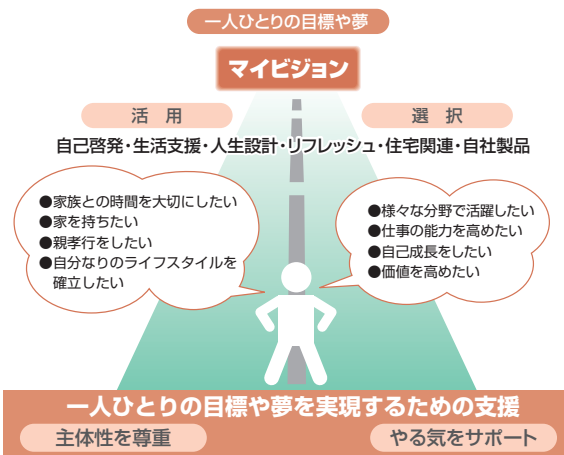 一人ひとりの目標や夢
マイビジョン
活用
選択
自己啓発・生活支援・人生設計・リフレッシュ・住宅関連・自社製品
●家族との時間を大切にしたい
●家を持ちたい
●親孝行をしたい
●自分なりのライフスタイルを
確立したい
●様々な分野で活躍したい
●仕事の能力を高めたい
●自己成長をしたい
●価値を高めたい
一人ひとりの目標や夢を実現するための支援
主体性を尊重
やる気をサポート